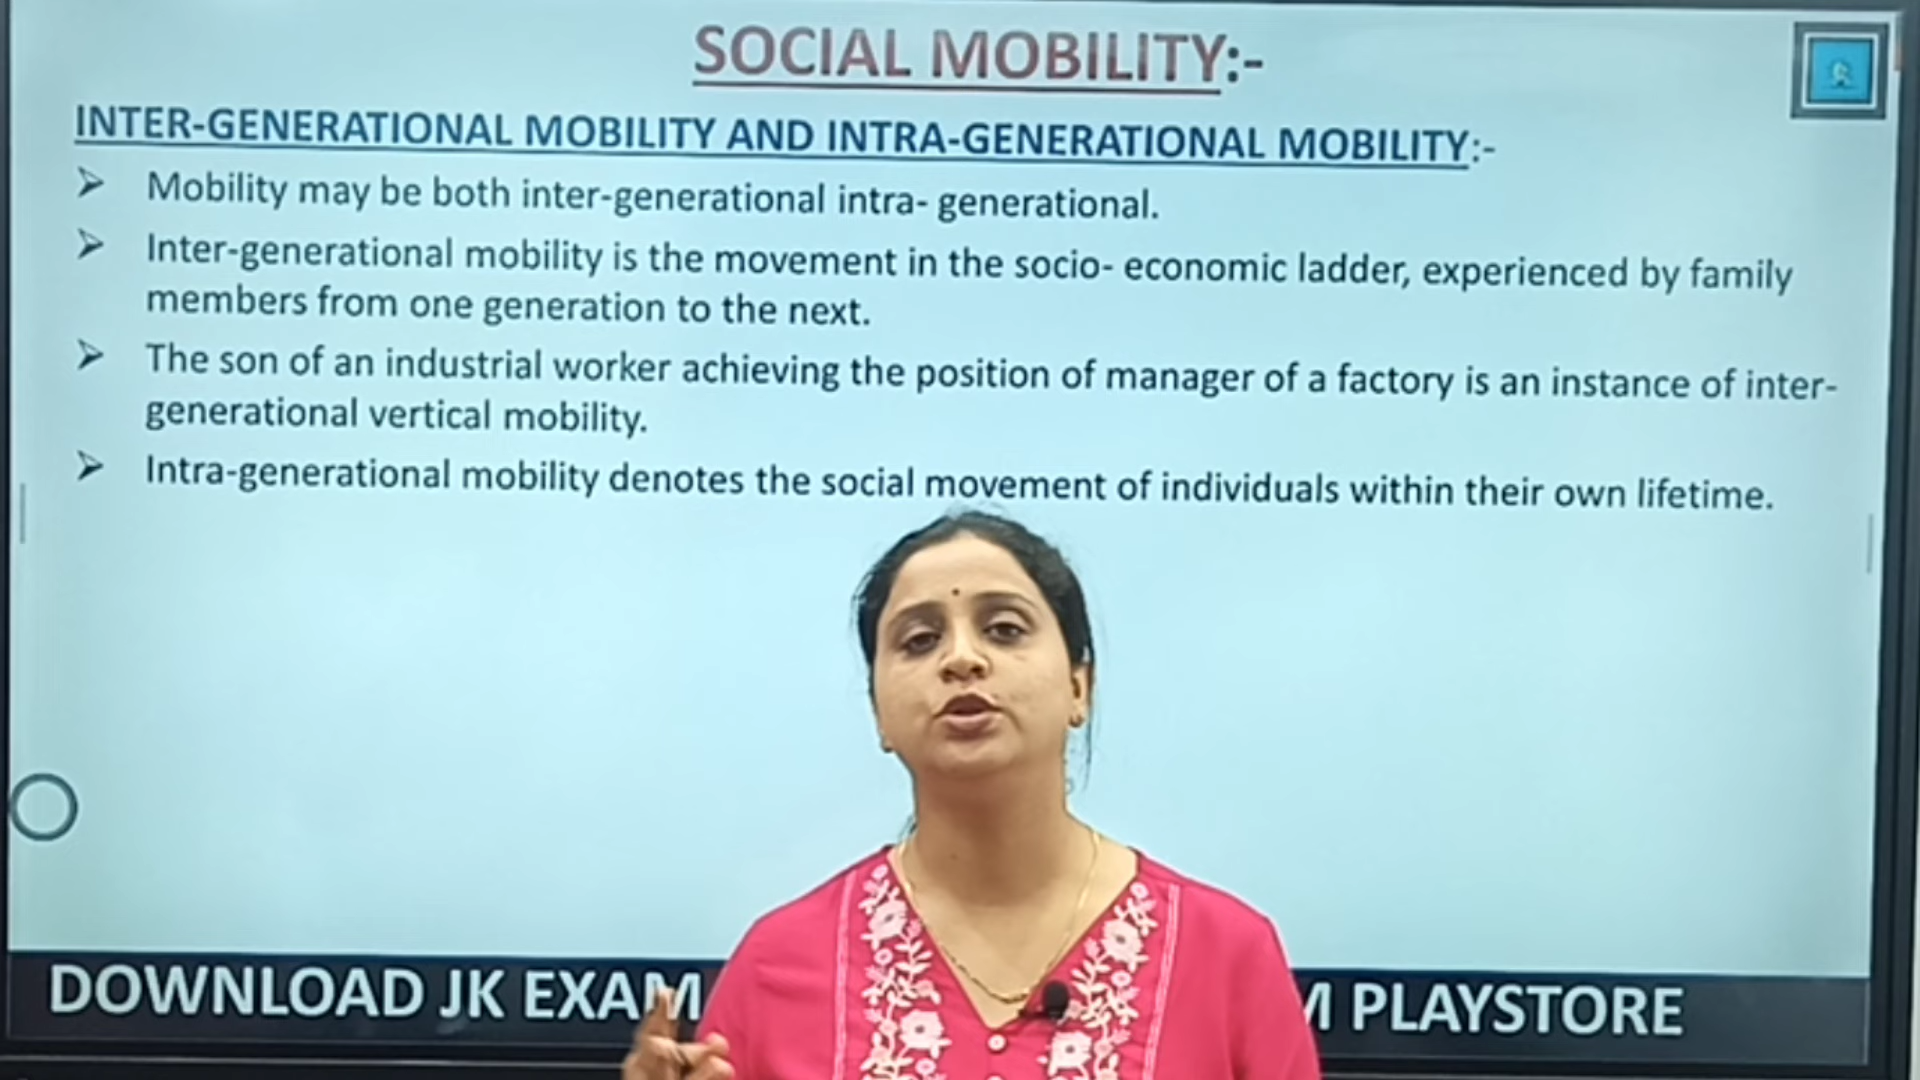 SOCIAL MOBILITY:-
INTER-GENERATIONAL MOBILITY AND INTRA-GENERATIONAL MOBILITY:-
➢ Mobility may be both inter-generational intra- generational.
➢ Inter-generational mobility is the movement in the socio- economic ladder, experienced by family
members from one generation to the next.
➢ The son of an industrial worker achieving the position of manager of a factory is an instance of inter-
generational vertical mobility.
➢ Intra-generational mobility denotes the social movement of individuals within their own lifetime.
DOWNLOAD JK EXAM M PLAYSTORE